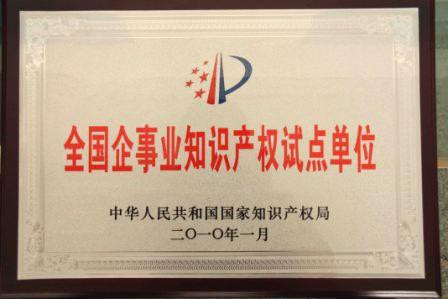 全国企事业知识产权试点单位
中华人民共和国国家知识产权局
二〇一〇年一月